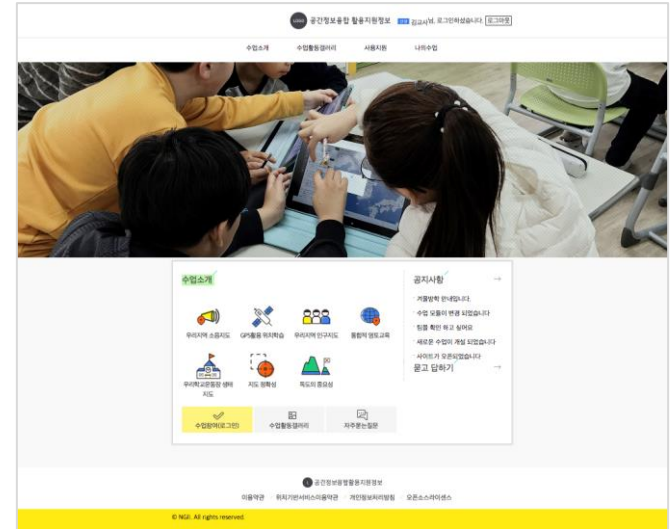 LOGO 공간정보융합 활용지원정보 김교사님, 로그인하셨습니다. 로그아웃
수업소개 수업활동갤러리 사용지원 나의수업
수업소개
우리지역 소음지도 GPS활용 위치학습 우리지역 인구지도 통합적 영토교육
우리학교운동장 생태
지도
지도 정확성 독도의 중요성
수업참여(로그인) 수업활동갤러리 자주묻는질문
공지사항 →
겨울방학 안내입니다.
수업 모듈이 변경 되었습니다
팀플 확인 하고 싶어요
새로운 수업이 개설 되었습니다
사이트가 오픈되었습니다
묻고 답하기 →
공간정보융합활용지원정보
이용약관 위치기반서비스이용약관 개인정보처리방침 오픈소스라이센스
© NGII. All rights reserved.